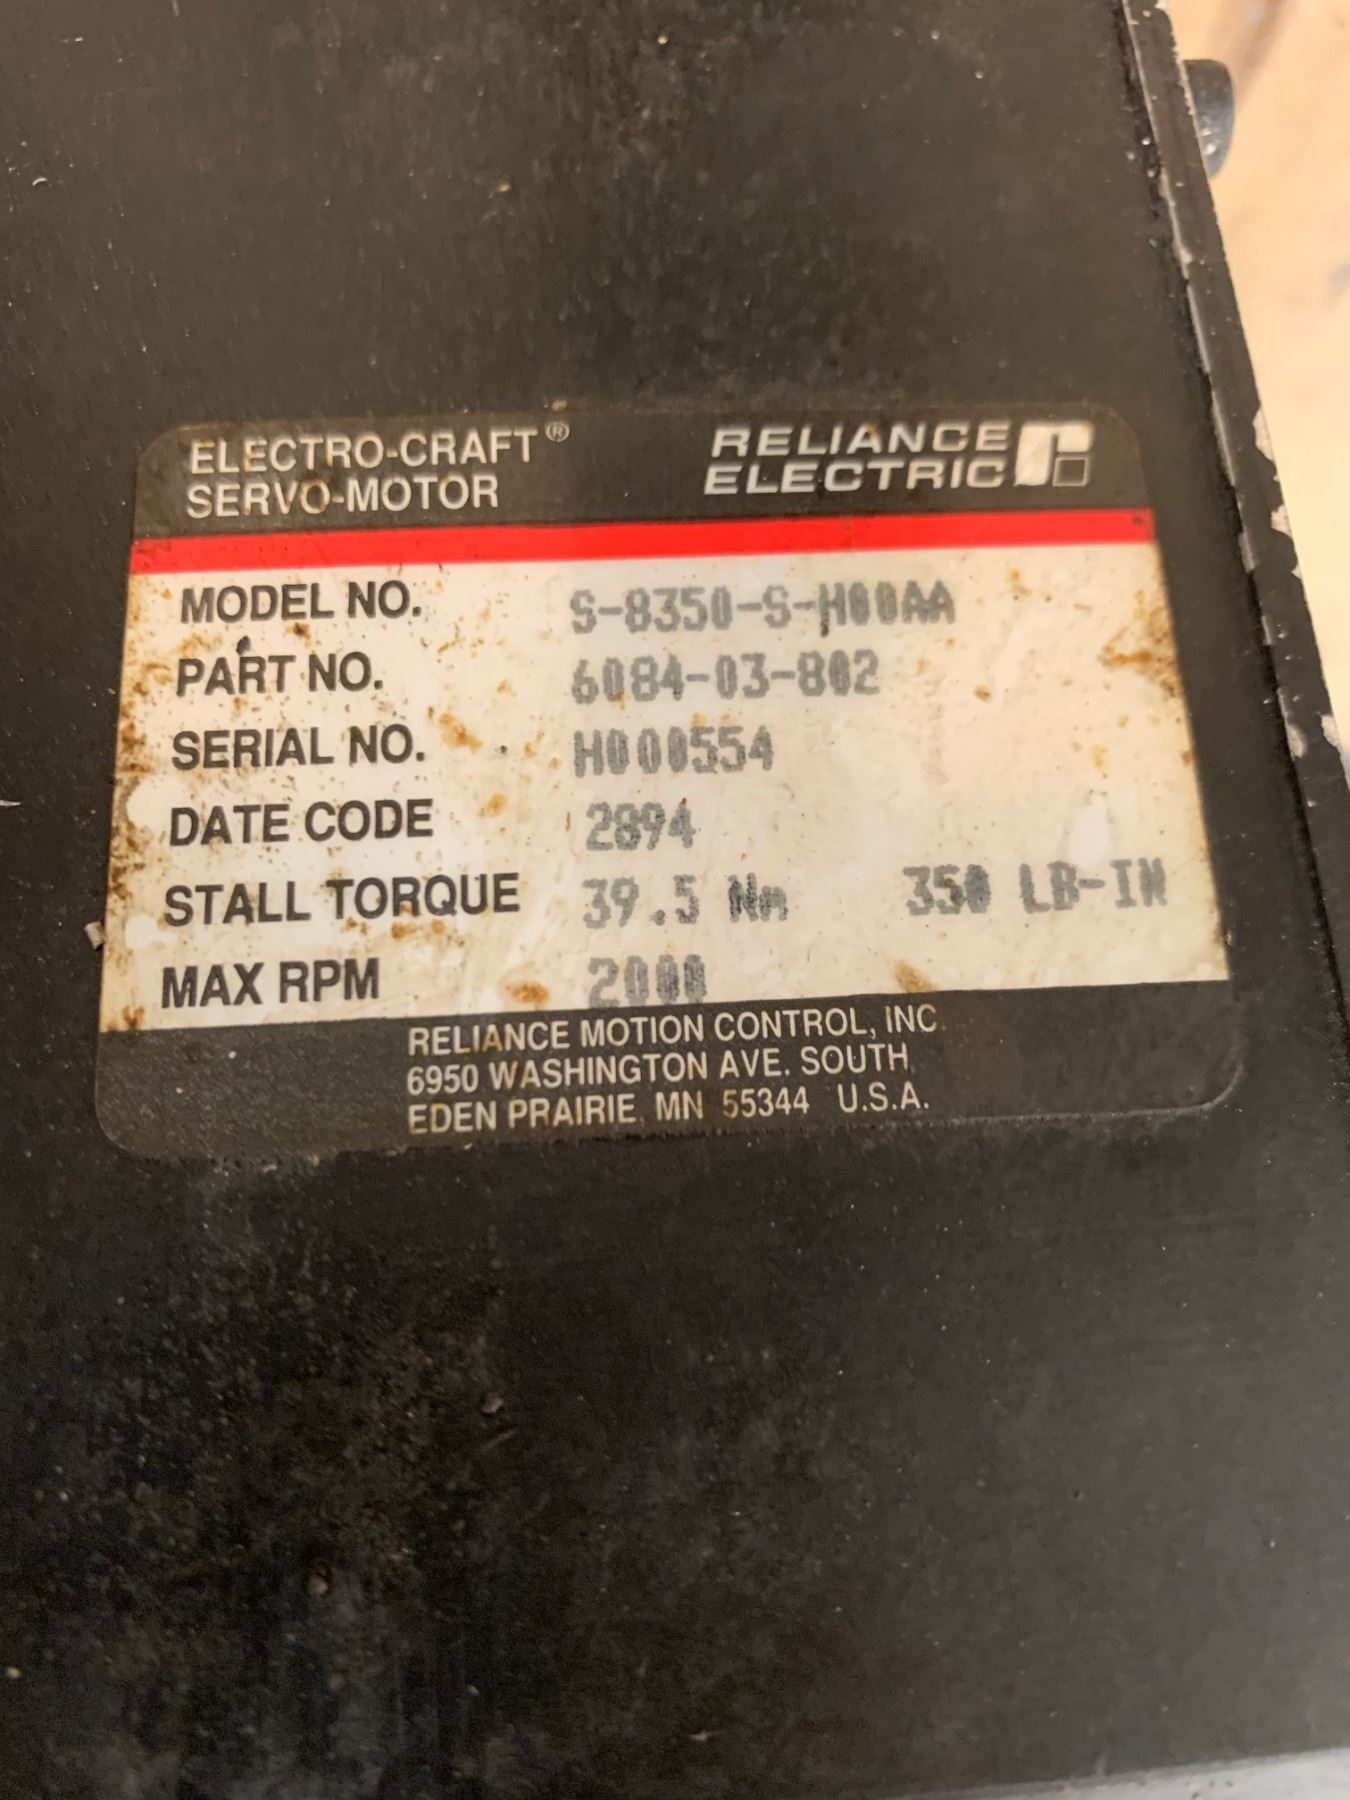 ELECTRO-CRAFT® RELIANCE
SERVO-MOTOR ELECTRIC
MODEL NO. S-8350-S-H00AA
PART NO. 6084-03-802
SERIAL NO. H000554
DATE CODE 2894
STALL TORQUE 39.5 Nm 350 LB-IN
MAX RPM 2000
RELIANCE MOTION CONTROL, INC.
6950 WASHINGTON AVE. SOUTH,
EDEN PRAIRIE, MN 55344 U.S.A.